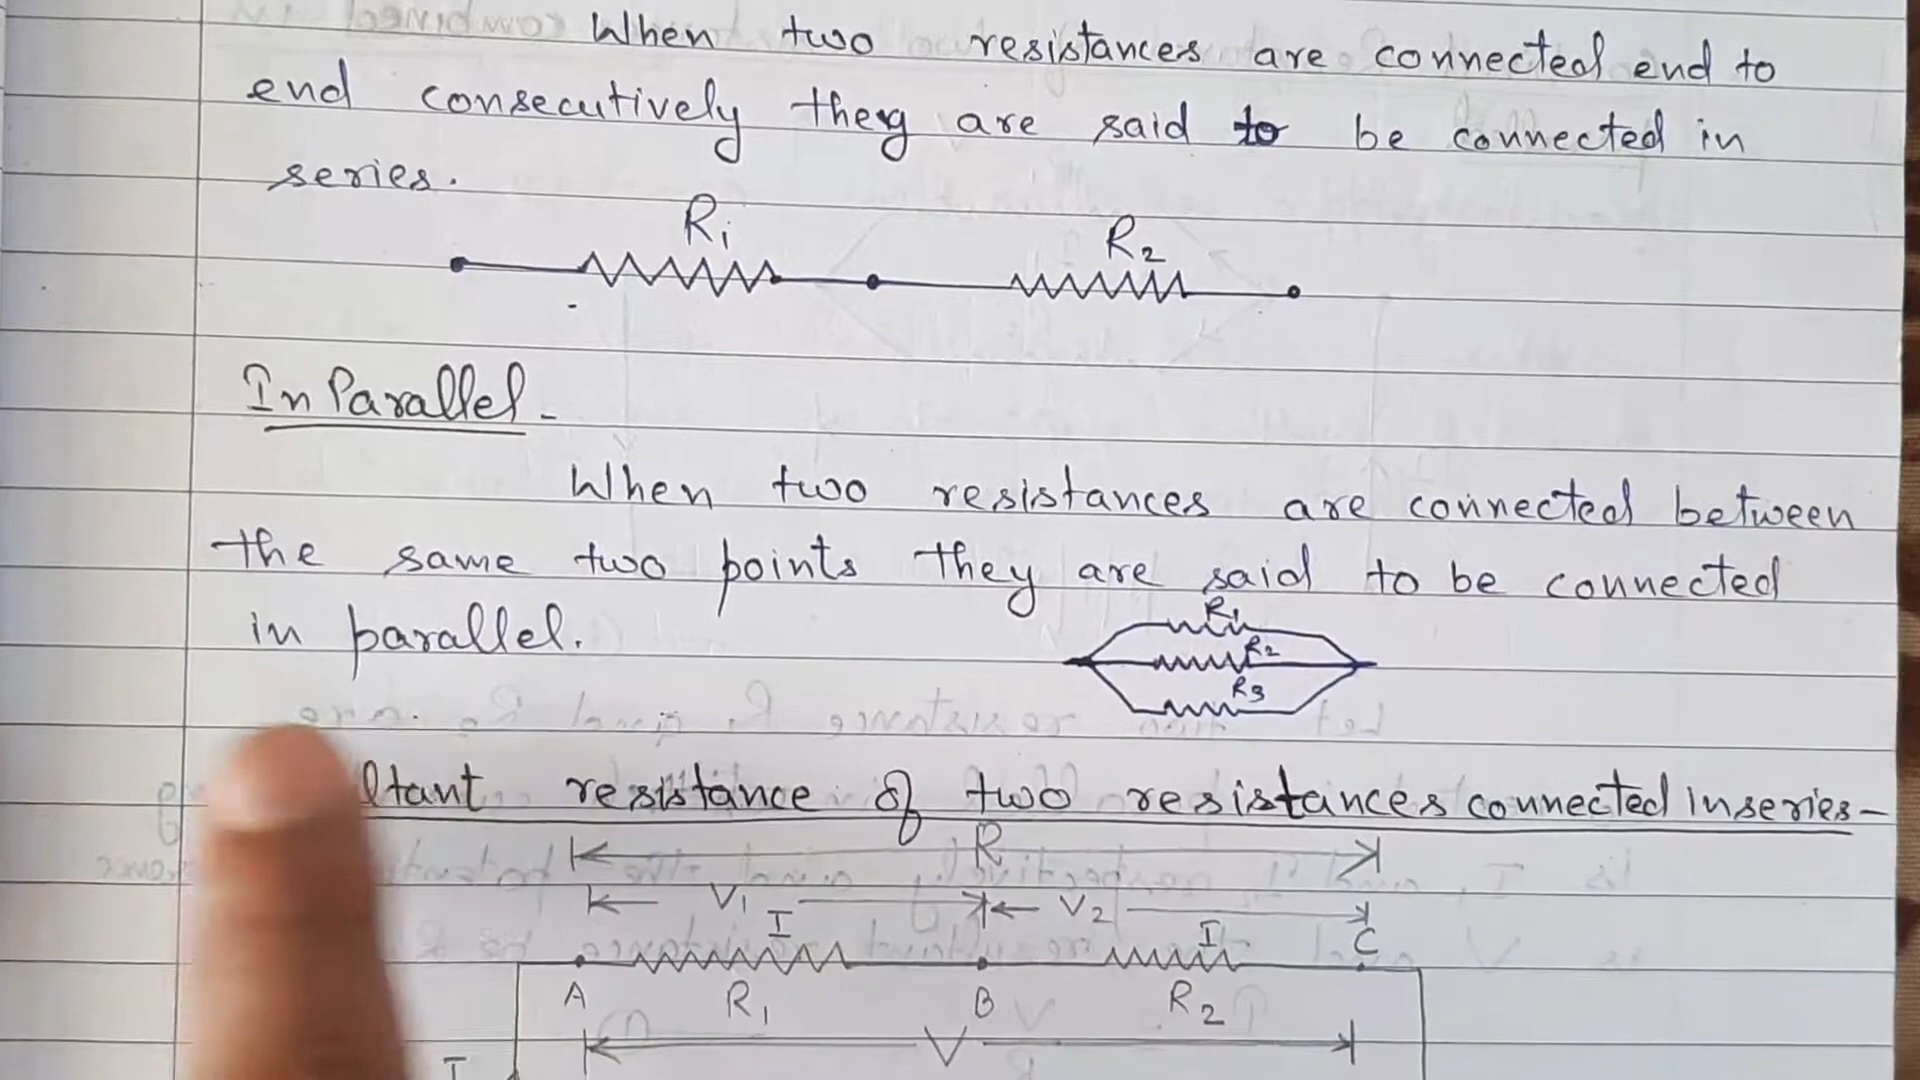 When two resistances are connected end to
end consecutively they are said to be connected in
series.
R1 R2
In Parallel -
When two resistances are connected between
the same two points they are said to be connected
in parallel.
R1
R2
R3
ltant resistance of two resistances connected in series -
R
V1 V2
I I C
A R1 B R2
V
I